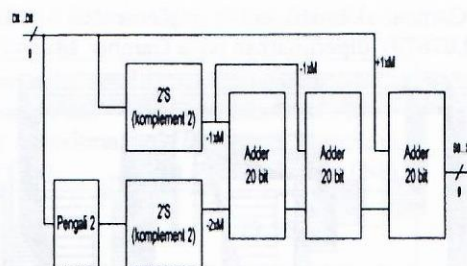 -1xM
+1xM
2'S
(komplement 2)
-1xM
Adder
20 bit
Adder
20 bit
Adder
20 bit
Pengali 2
2'S
(komplement 2)
-2xM